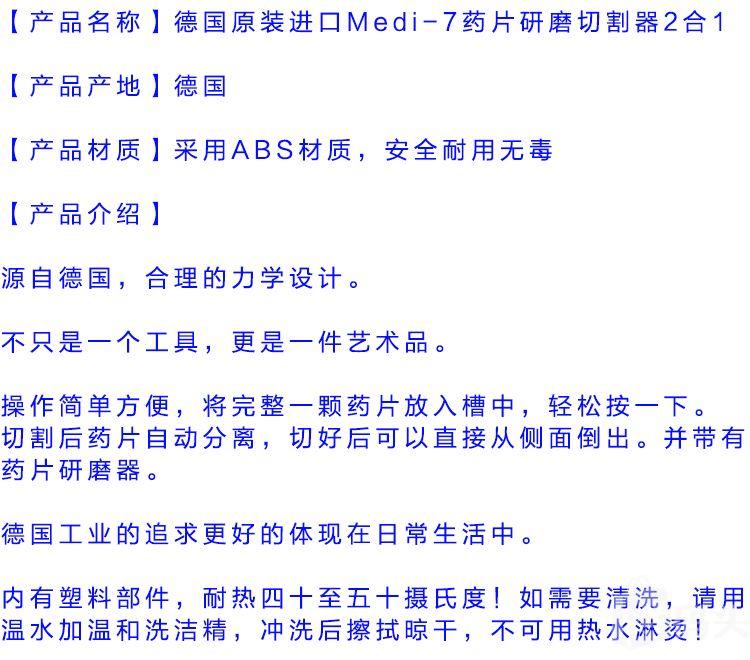 【产品名称】德国原装进口Medi-7药片研磨切割器2合1
【产品产地】德国
【产品材质】采用ABS材质，安全耐用无毒
【产品介绍】
源自德国，合理的力学设计。
不只是一个工具，更是一件艺术品。
操作简单方便，将完整一颗药片放入槽中，轻松按一下。
切割后药片自动分离，切好后可以直接从侧面倒出。并带有
药片研磨器。
德国工业的追求更好的体现在日常生活中。
内有塑料部件，耐热四十至五十摄氏度！如需要清洗，请用
温水加温和洗洁精，冲洗后擦拭晾干，不可用热水淋烫！